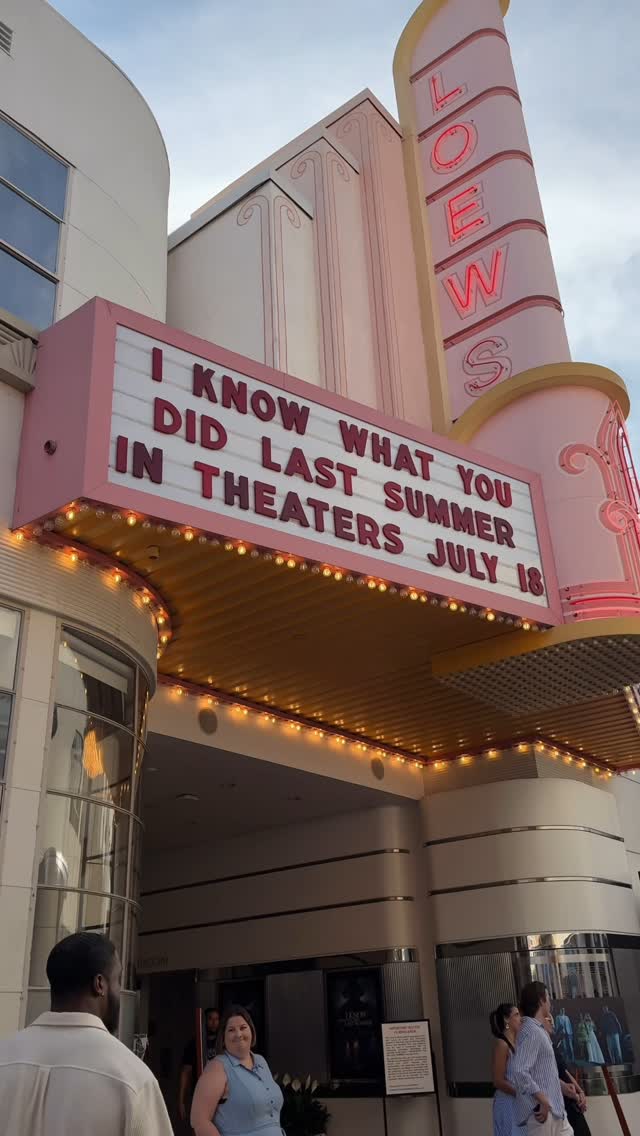 LOEWS
I KNOW WHAT YOU
DID LAST SUMMER
IN THEATERS JULY 18